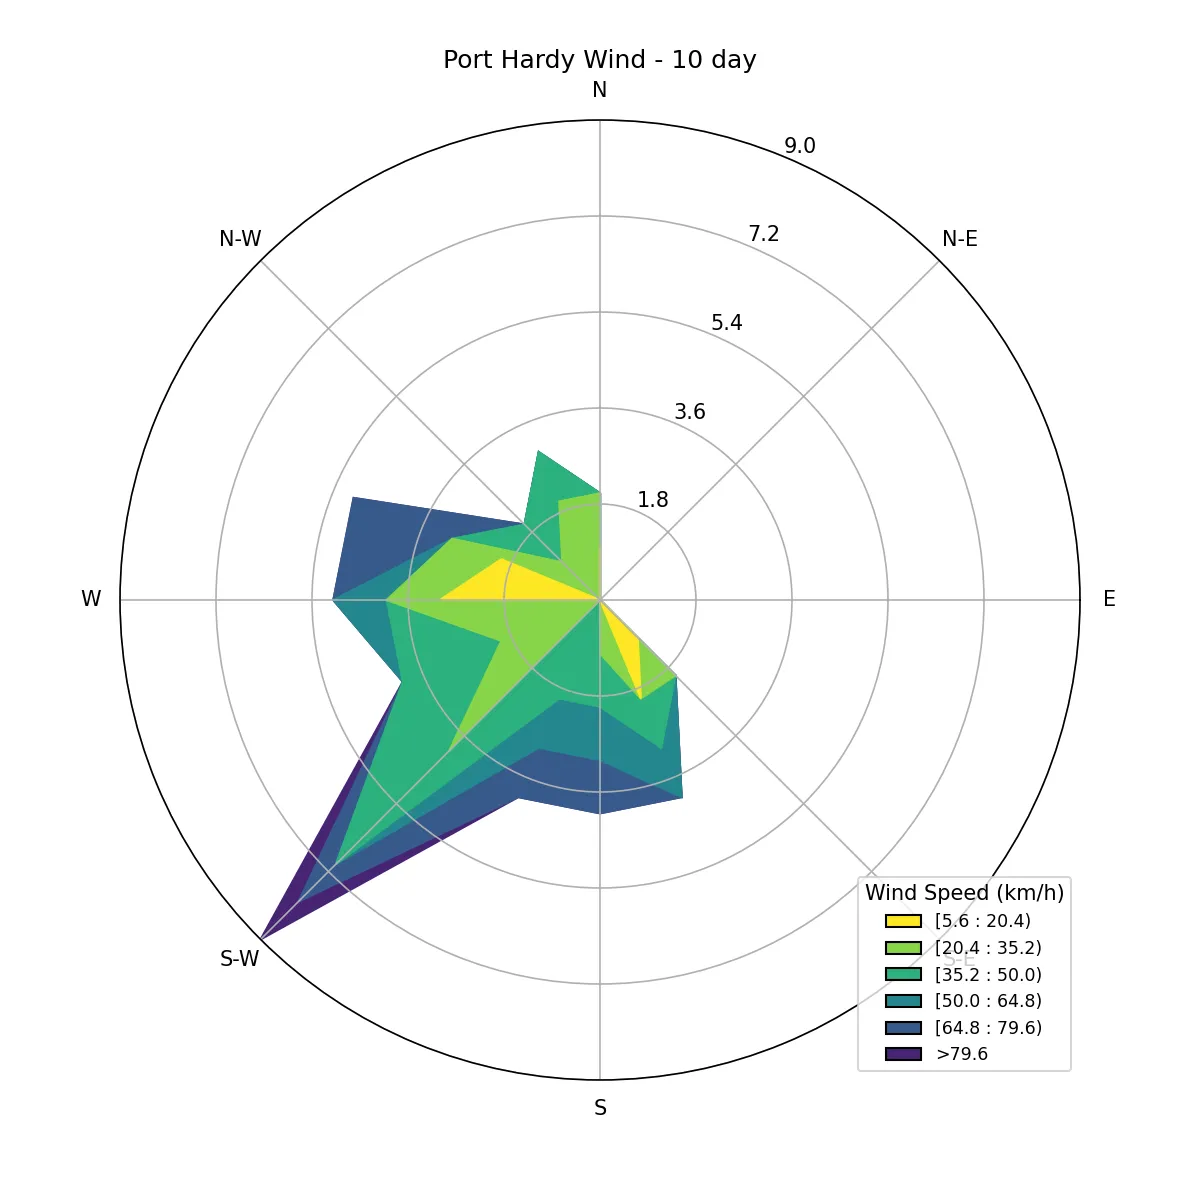 Port Hardy Wind - 10 day
N
9.0
N-W
7.2
N-E
5.4
3.6
1.8
W
E
Wind Speed (km/h)
[5.6 : 20.4)
[20.4 : 35.2)
[35.2 : 50.0)
[50.0 : 64.8)
[64.8 : 79.6)
>79.6
S-W
S-E
S